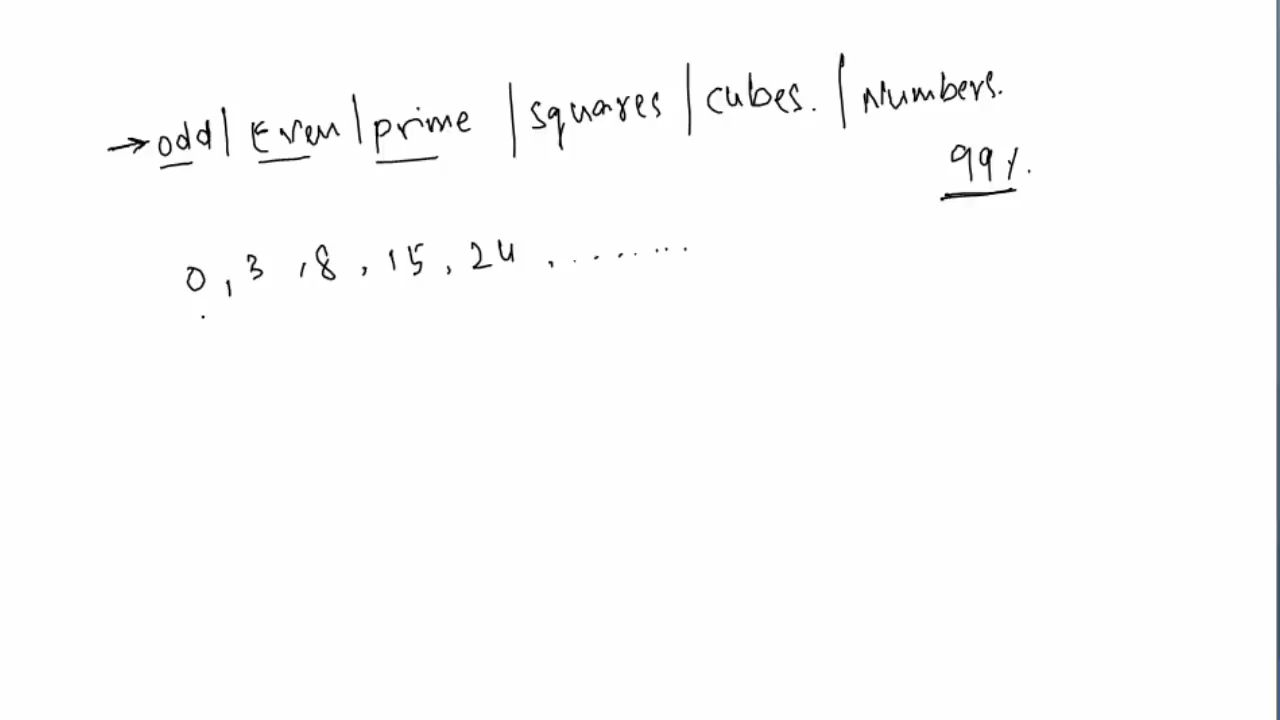 → odd | Even | prime | squares | cubes. | Numbers.
99%.
0, 3, 8, 15, 24, ........